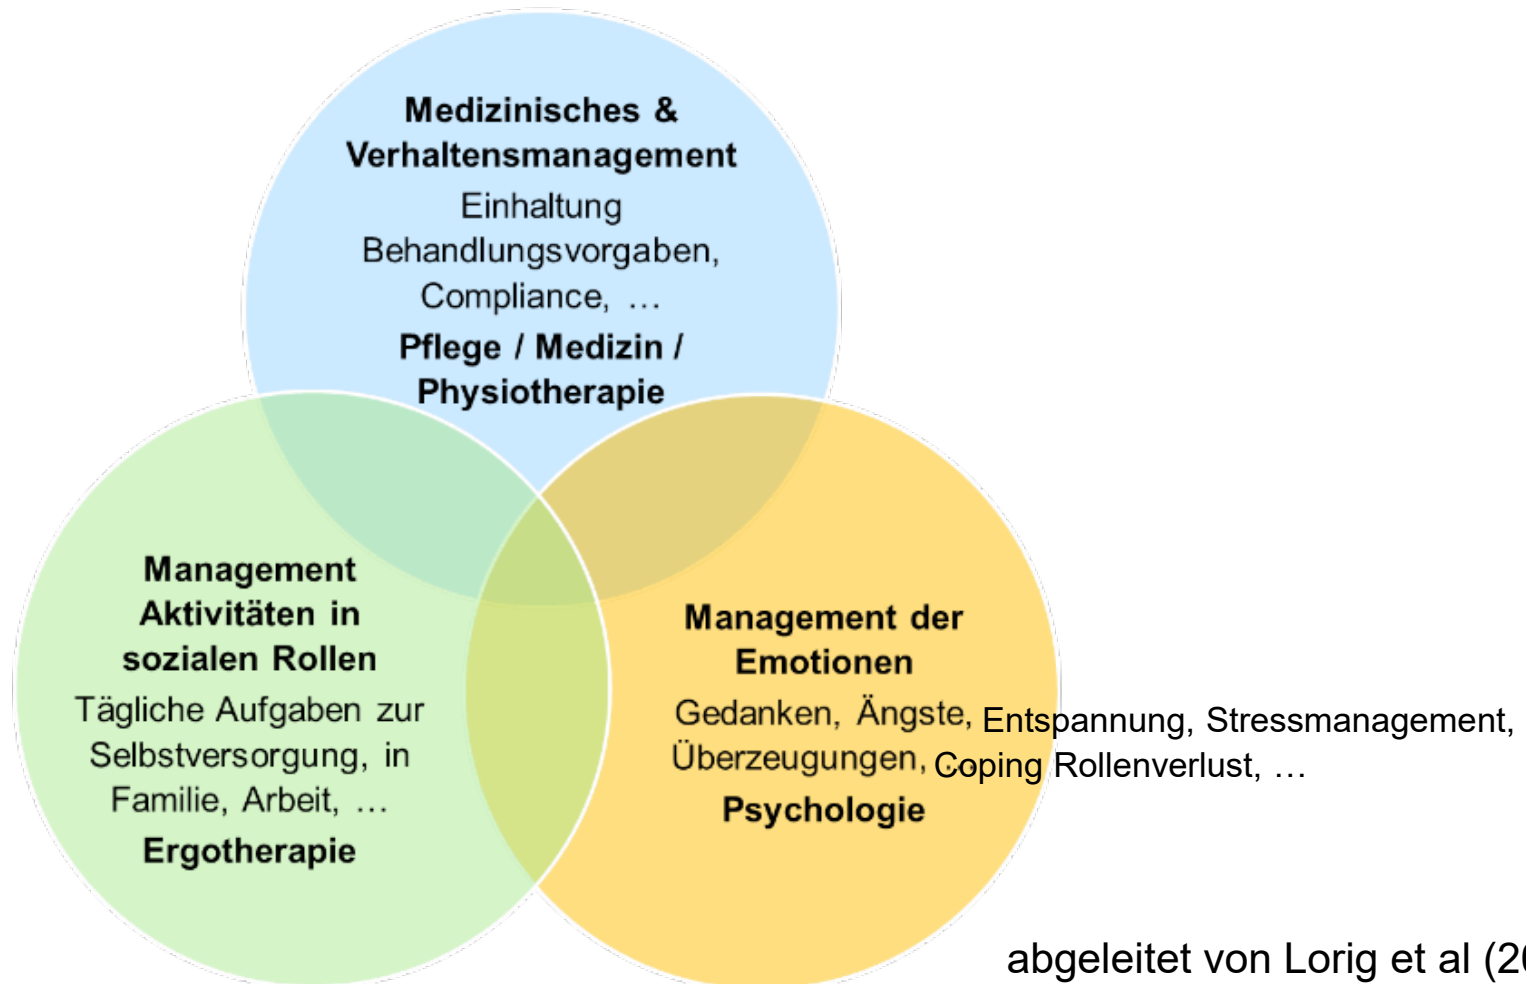 Medizinisches &
Verhaltensmanagement
Einhaltung
Behandlungsvorgaben,
Compliance, …
Pflege / Medizin /
Physiotherapie
Management
Aktivitäten in
sozialen Rollen
Tägliche Aufgaben zur
Selbstversorgung, in
Familie, Arbeit, …
Ergotherapie
Management der
Emotionen
Gedanken, Ängste, Entspannung, Stressmanagement,
Überzeugungen, Coping Rollenverlust, …
Psychologie
abgeleitet von Lorig et al (20